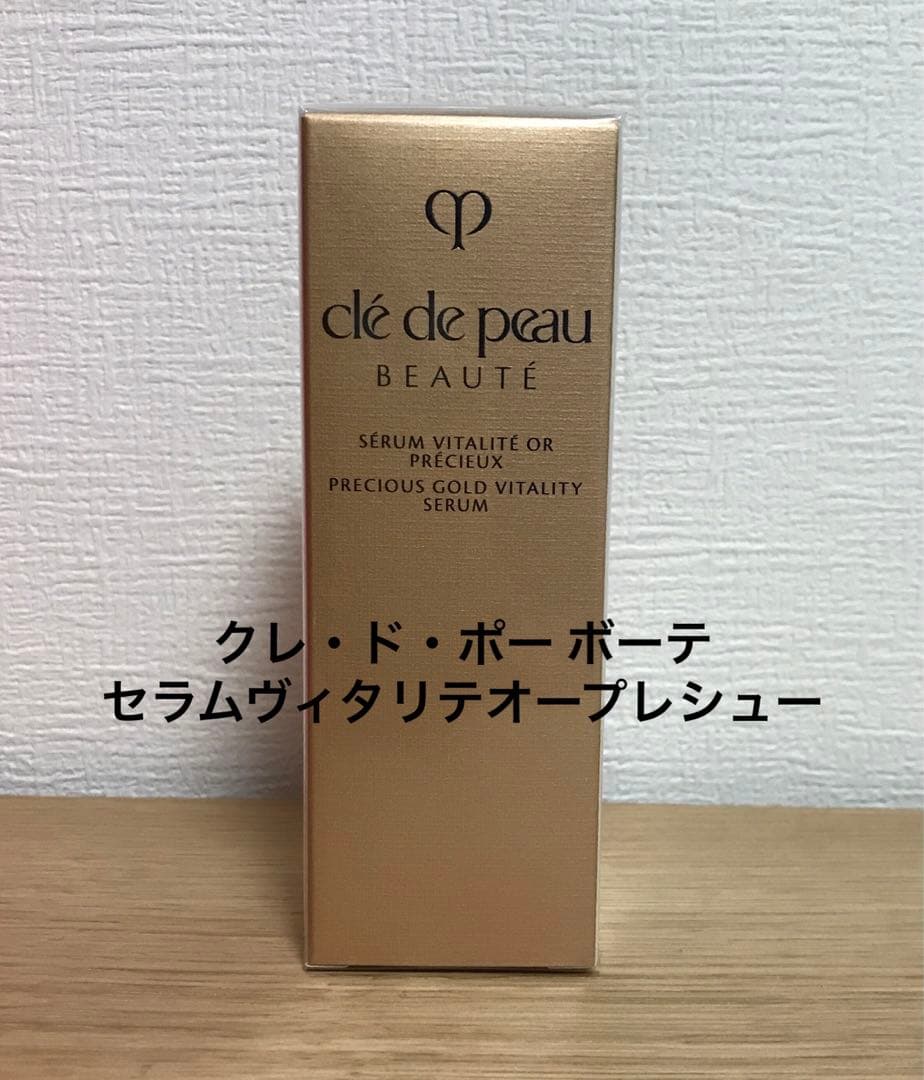 clé de peau
BEAUTÉ
SÉRUM VITALITÉ OR
PRÉCIEUX
PRECIOUS GOLD VITALITY
SERUM
クレ・ド・ポー ボーテ
セラムヴィタリテオープレシュー